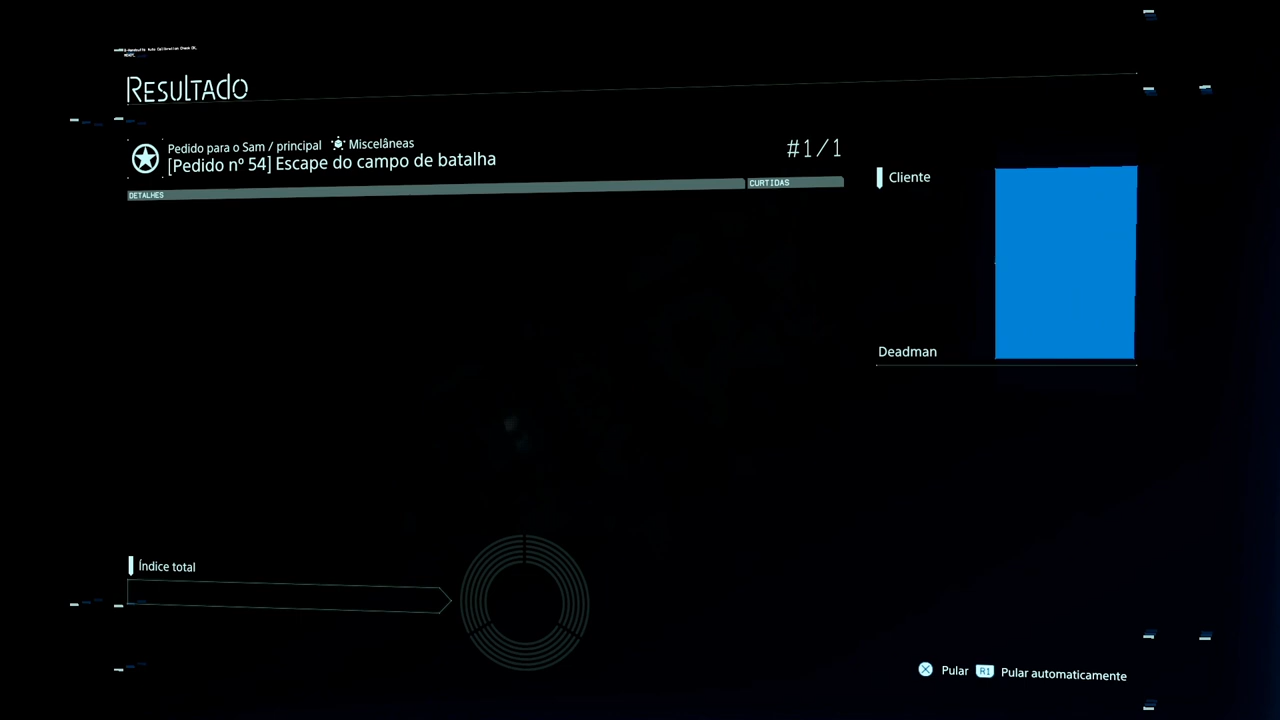 Resultado
Pedido para o Sam / principal Miscelâneas
[Pedido nº 54] Escape do campo de batalha
#1/1
DETALHES
CURTIDAS
Cliente
Deadman
Índice total
Pular R1 Pular automaticamente